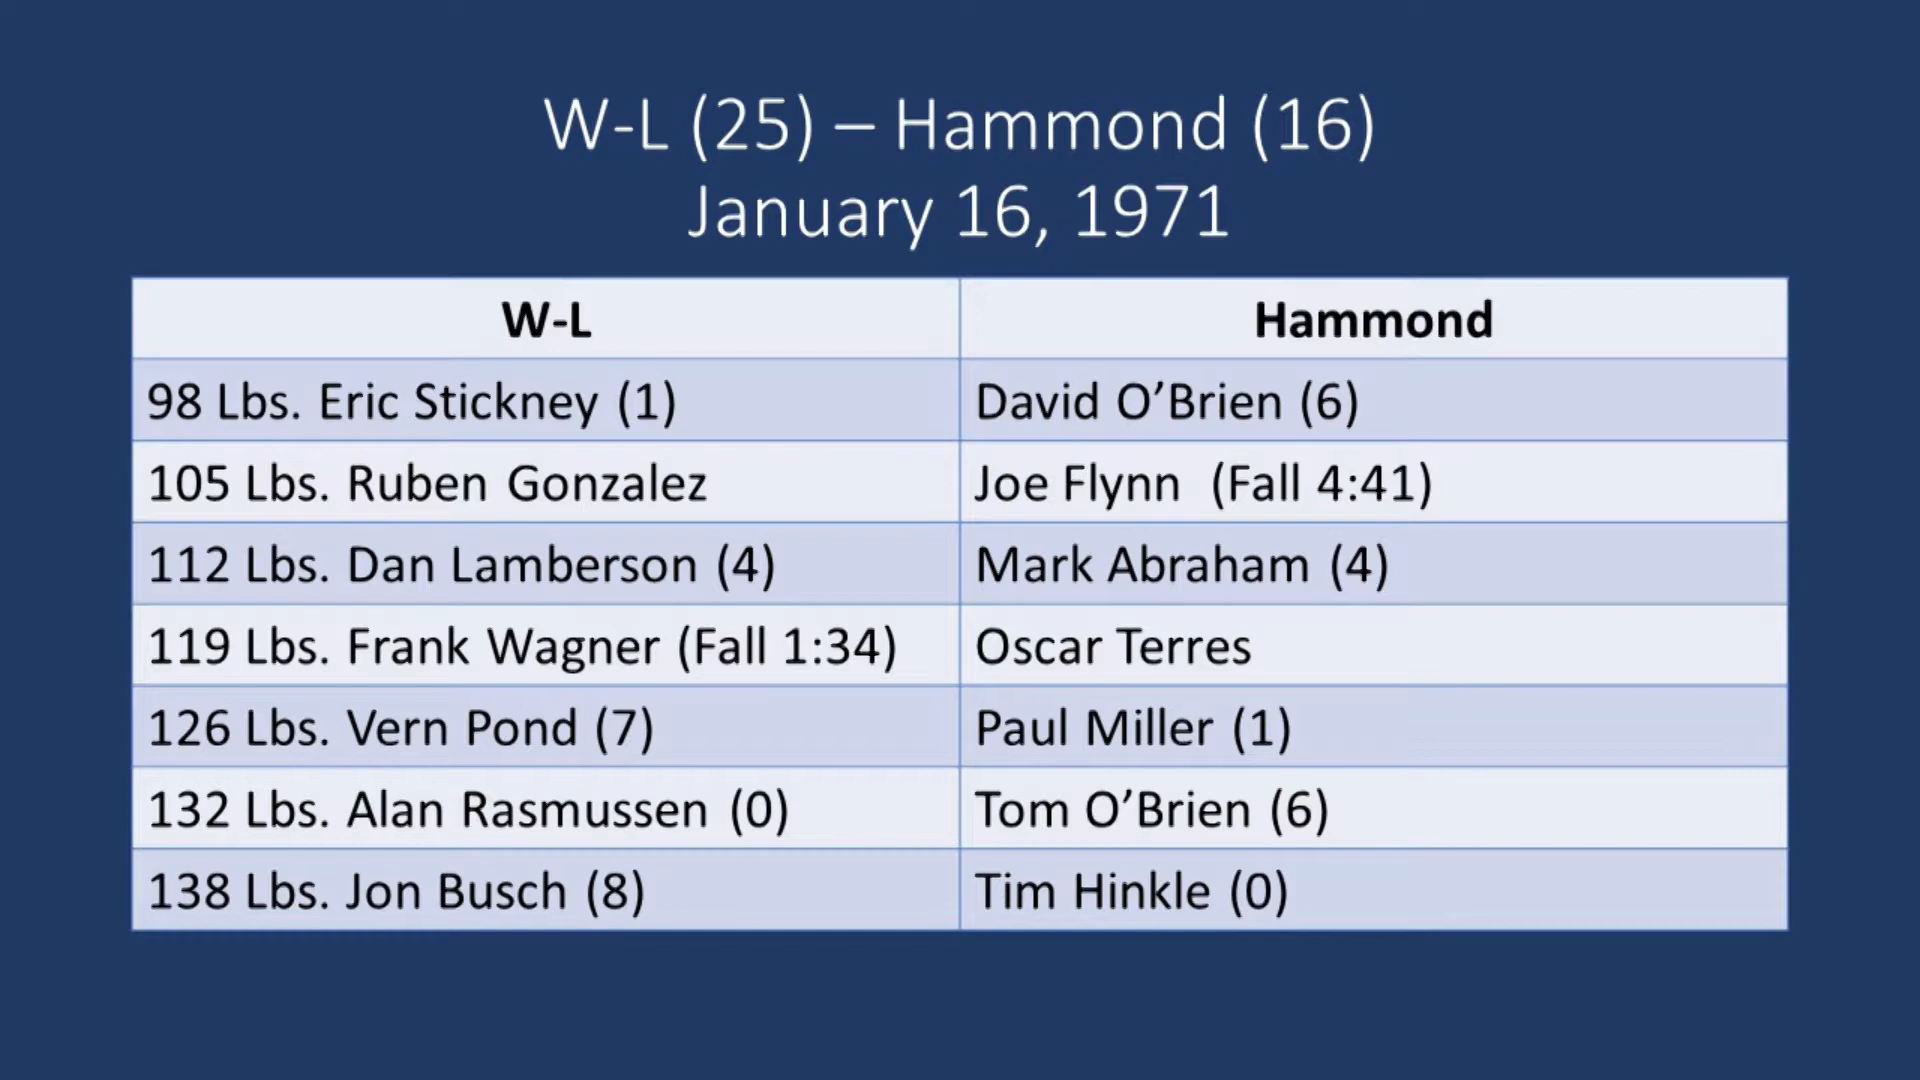 W-L (25) – Hammond (16)
January 16, 1971
W-L Hammond
98 Lbs. Eric Stickney (1) David O’Brien (6)
105 Lbs. Ruben Gonzalez Joe Flynn (Fall 4:41)
112 Lbs. Dan Lamberson (4) Mark Abraham (4)
119 Lbs. Frank Wagner (Fall 1:34) Oscar Terres
126 Lbs. Vern Pond (7) Paul Miller (1)
132 Lbs. Alan Rasmussen (0) Tom O’Brien (6)
138 Lbs. Jon Busch (8) Tim Hinkle (0)